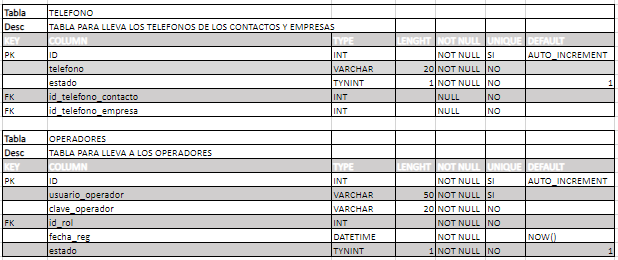 Tabla TELEFONO
Desc TABLA PARA LLEVA LOS TELEFONOS DE LOS CONTACTOS Y EMPRESAS
KEY COLUMN TYPE LENGHT NOT NULL UNIQUE DEFAULT
PK ID INT NOT NULL SI AUTO_INCREMENT
telefono VARCHAR 20 NOT NULL NO
estado TYNINT 1 NOT NULL NO 1
FK id_telefono_contacto INT NULL NO
FK id_telefono_empresa INT NULL NO
Tabla OPERADORES
Desc TABLA PARA LLEVA A LOS OPERADORES
KEY COLUMN TYPE LENGHT NOT NULL UNIQUE DEFAULT
PK ID INT NOT NULL SI AUTO_INCREMENT
usuario_operador VARCHAR 50 NOT NULL SI
clave_operador VARCHAR 20 NOT NULL NO
FK id_rol INT NOT NULL NO
fecha_reg DATETIME NOT NULL NOW()
estado TYNINT 1 NOT NULL NO 1